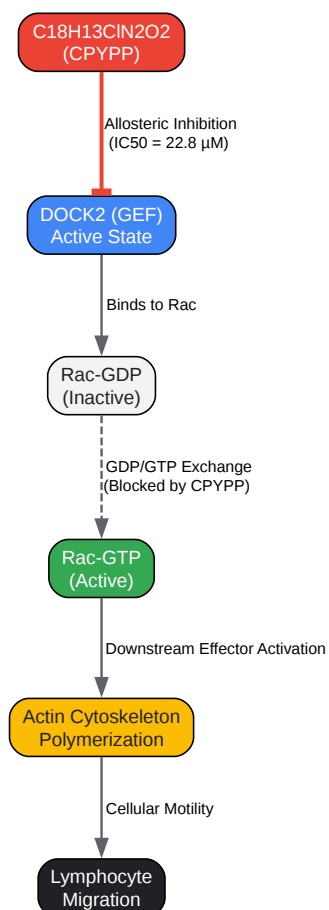 C18H13ClN2O2
(CPYPP)
Allosteric Inhibition
(IC50 = 22.8 µM)
DOCK2 (GEF)
Active State
Binds to Rac
Rac-GDP
(Inactive)
GDP/GTP Exchange
(Blocked by CPYPP)
Rac-GTP
(Active)
Downstream Effector Activation
Actin Cytoskeleton
Polymerization
Cellular Motility
Lymphocyte
Migration